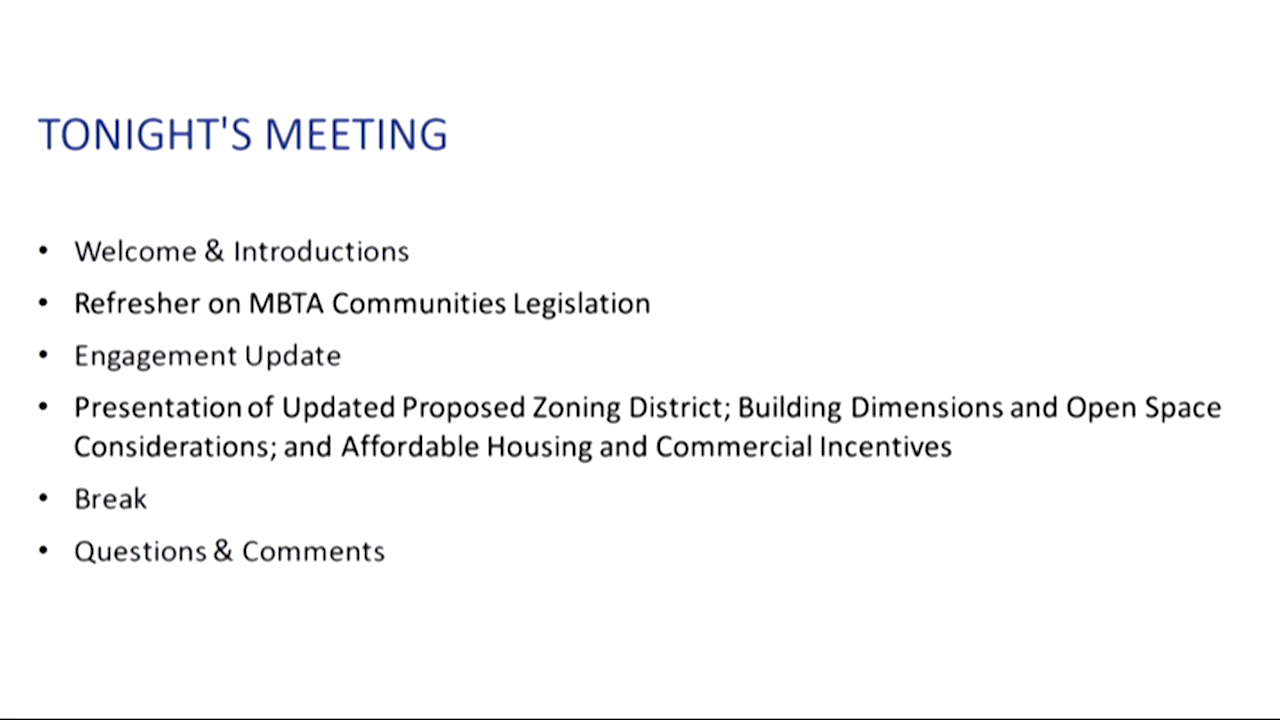 TONIGHT'S MEETING
• Welcome & Introductions
• Refresher on MBTA Communities Legislation
• Engagement Update
• Presentation of Updated Proposed Zoning District; Building Dimensions and Open Space
Considerations; and Affordable Housing and Commercial Incentives
• Break
• Questions & Comments